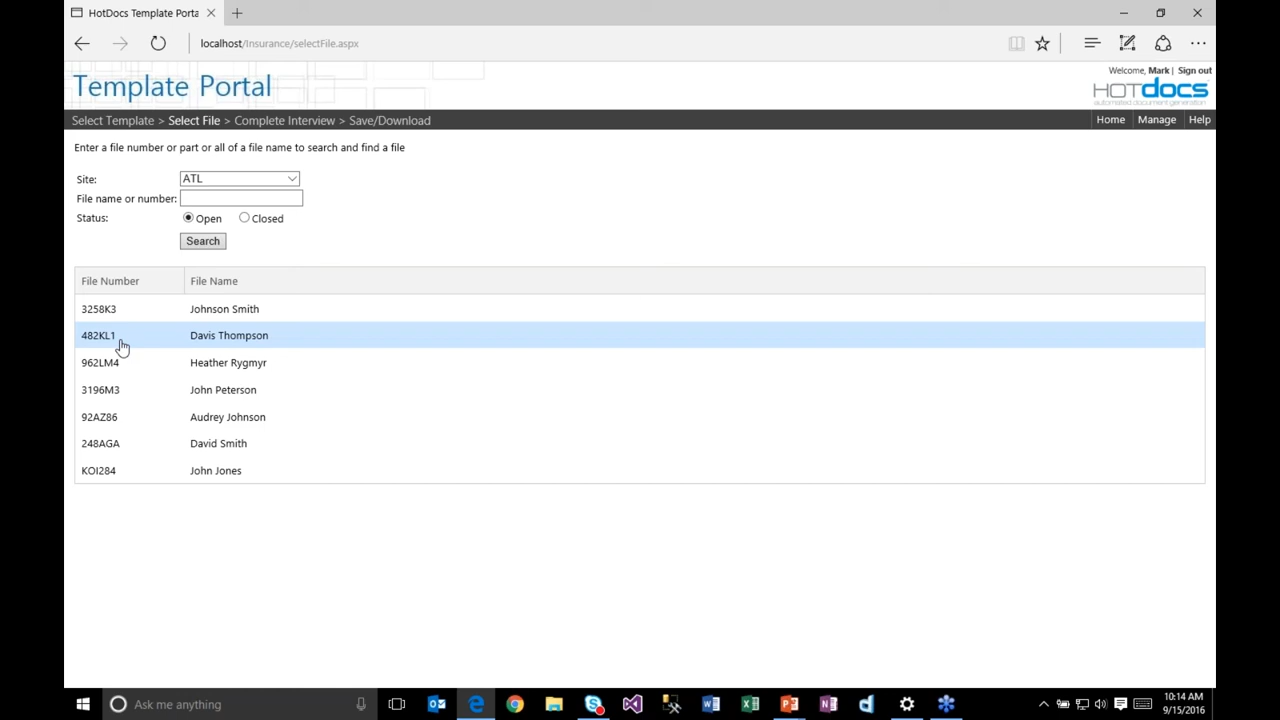 HotDocs Template Porta
localhost/Insurance/selectFile.aspx
Template Portal
Welcome, Mark | Sign out
HOTdocs
automated document generation
Select Template > Select File > Complete Interview > Save/Download
Home Manage Help
Enter a file number or part or all of a file name to search and find a file
Site: ATL
File name or number:
Status: Open Closed
Search
File Number File Name
3258K3 Johnson Smith
482KL1 Davis Thompson
962LM4 Heather Rygmyr
3196M3 John Peterson
92AZ86 Audrey Johnson
248AGA David Smith
KOI284 John Jones
Ask me anything
10:14 AM
9/15/2016